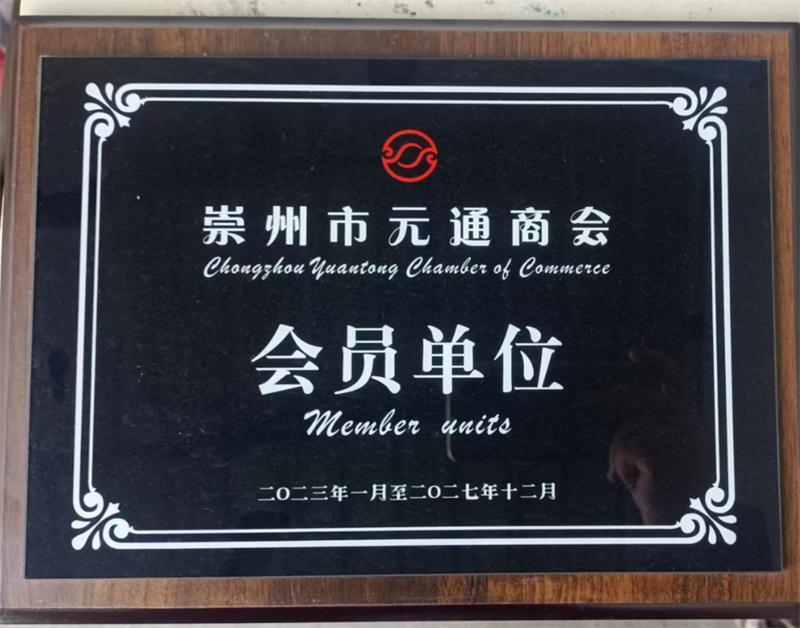 崇州市元通商会
Chongzhou Yuantong Chamber of Commerce
会员单位
Member units
二〇二三年一月至二〇二七年十二月